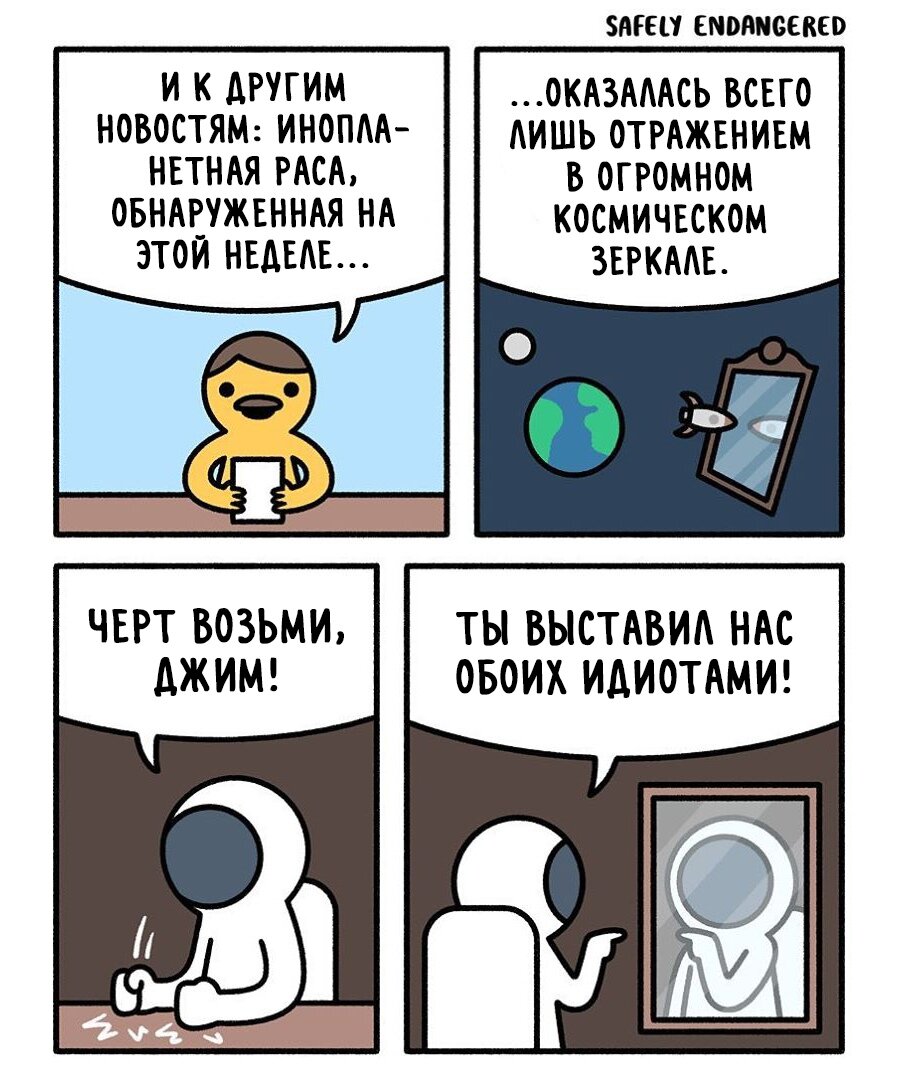 SAFELY ENDANGERED
И К ДРУГИМ
НОВОСТЯМ: ИНОПЛА-
НЕТНАЯ РАСА,
ОБНАРУЖЕННАЯ НА
ЭТОЙ НЕДЕЛЕ...
...ОКАЗАЛАСЬ ВСЕГО
ЛИШЬ ОТРАЖЕНИЕМ
В ОГРОМНОМ
КОСМИЧЕСКОМ
ЗЕРКАЛЕ.
ЧЕРТ ВОЗЬМИ,
ДЖИМ!
ТЫ ВЫСТАВИЛ НАС
ОБОИХ ИДИОТАМИ!